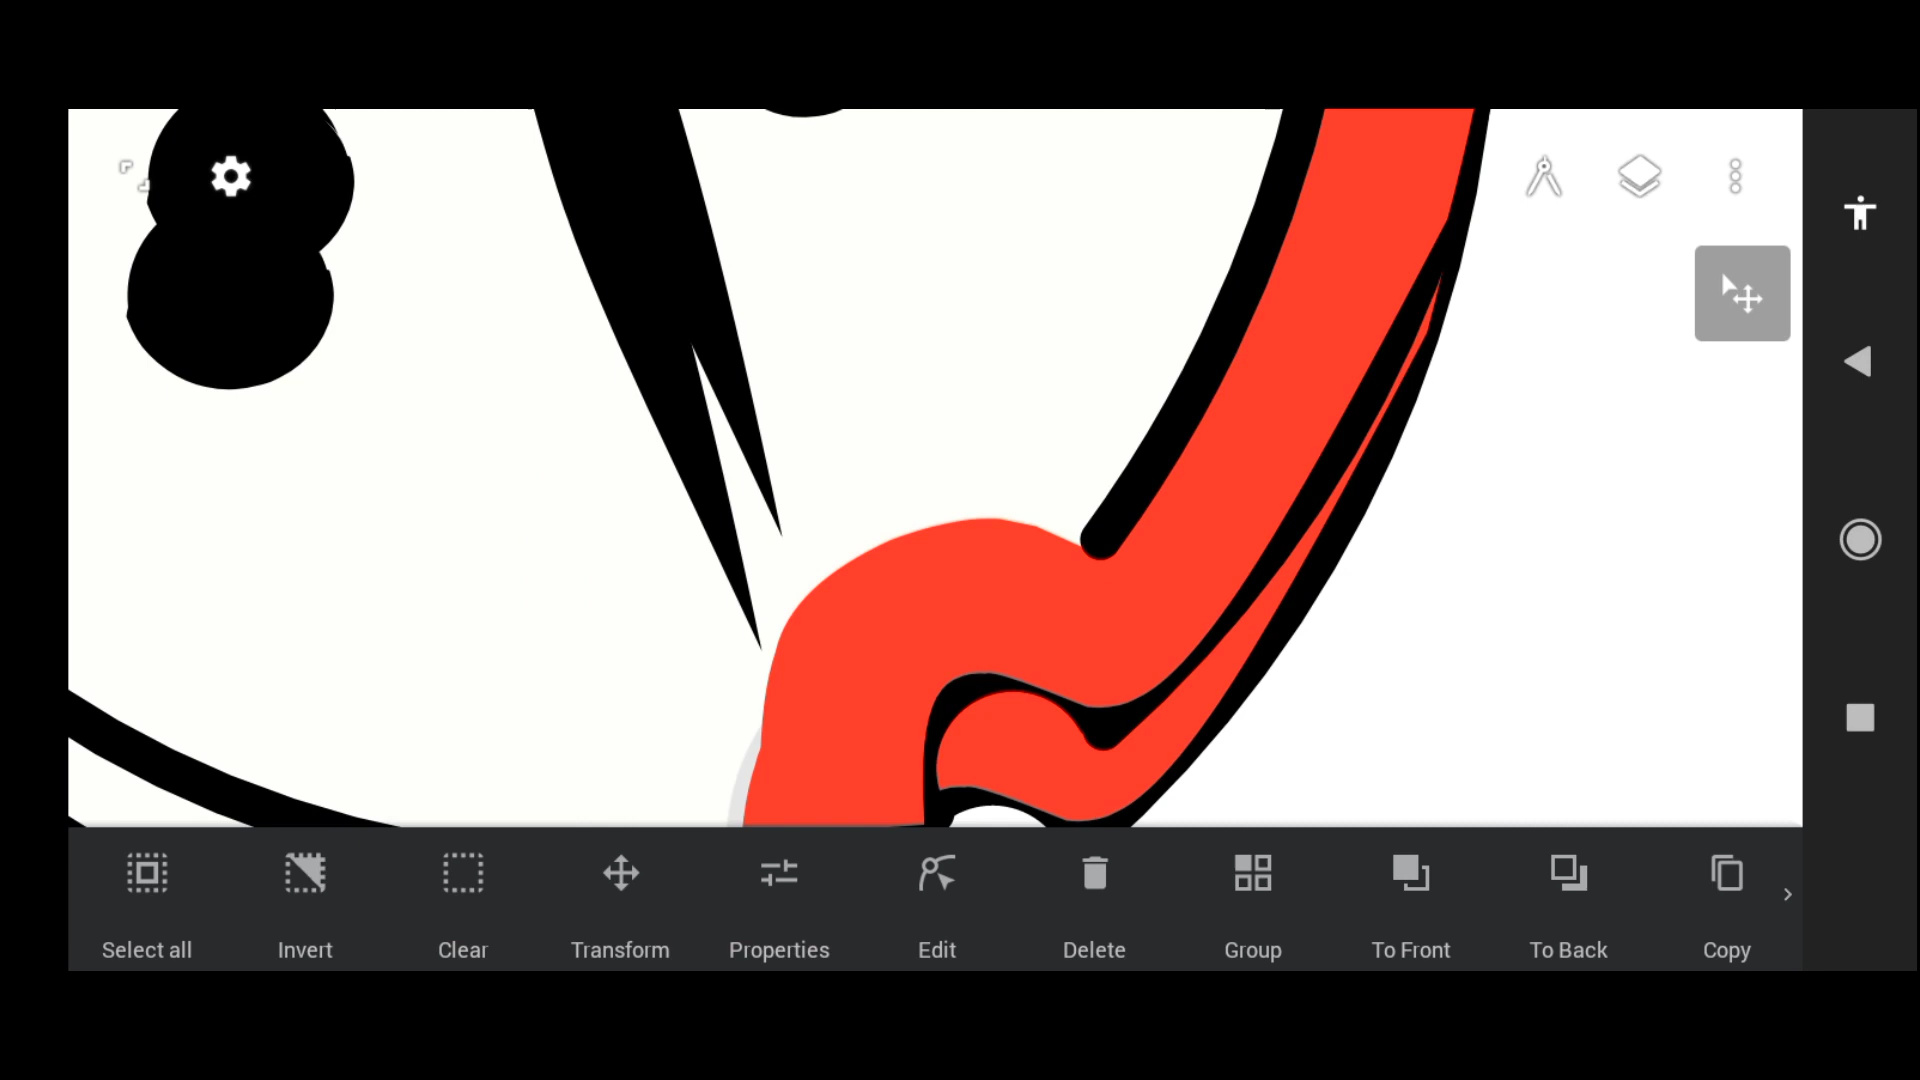 Select all
Invert
Clear
Transform
Properties
Edit
Delete
Group
To Front
To Back
Copy